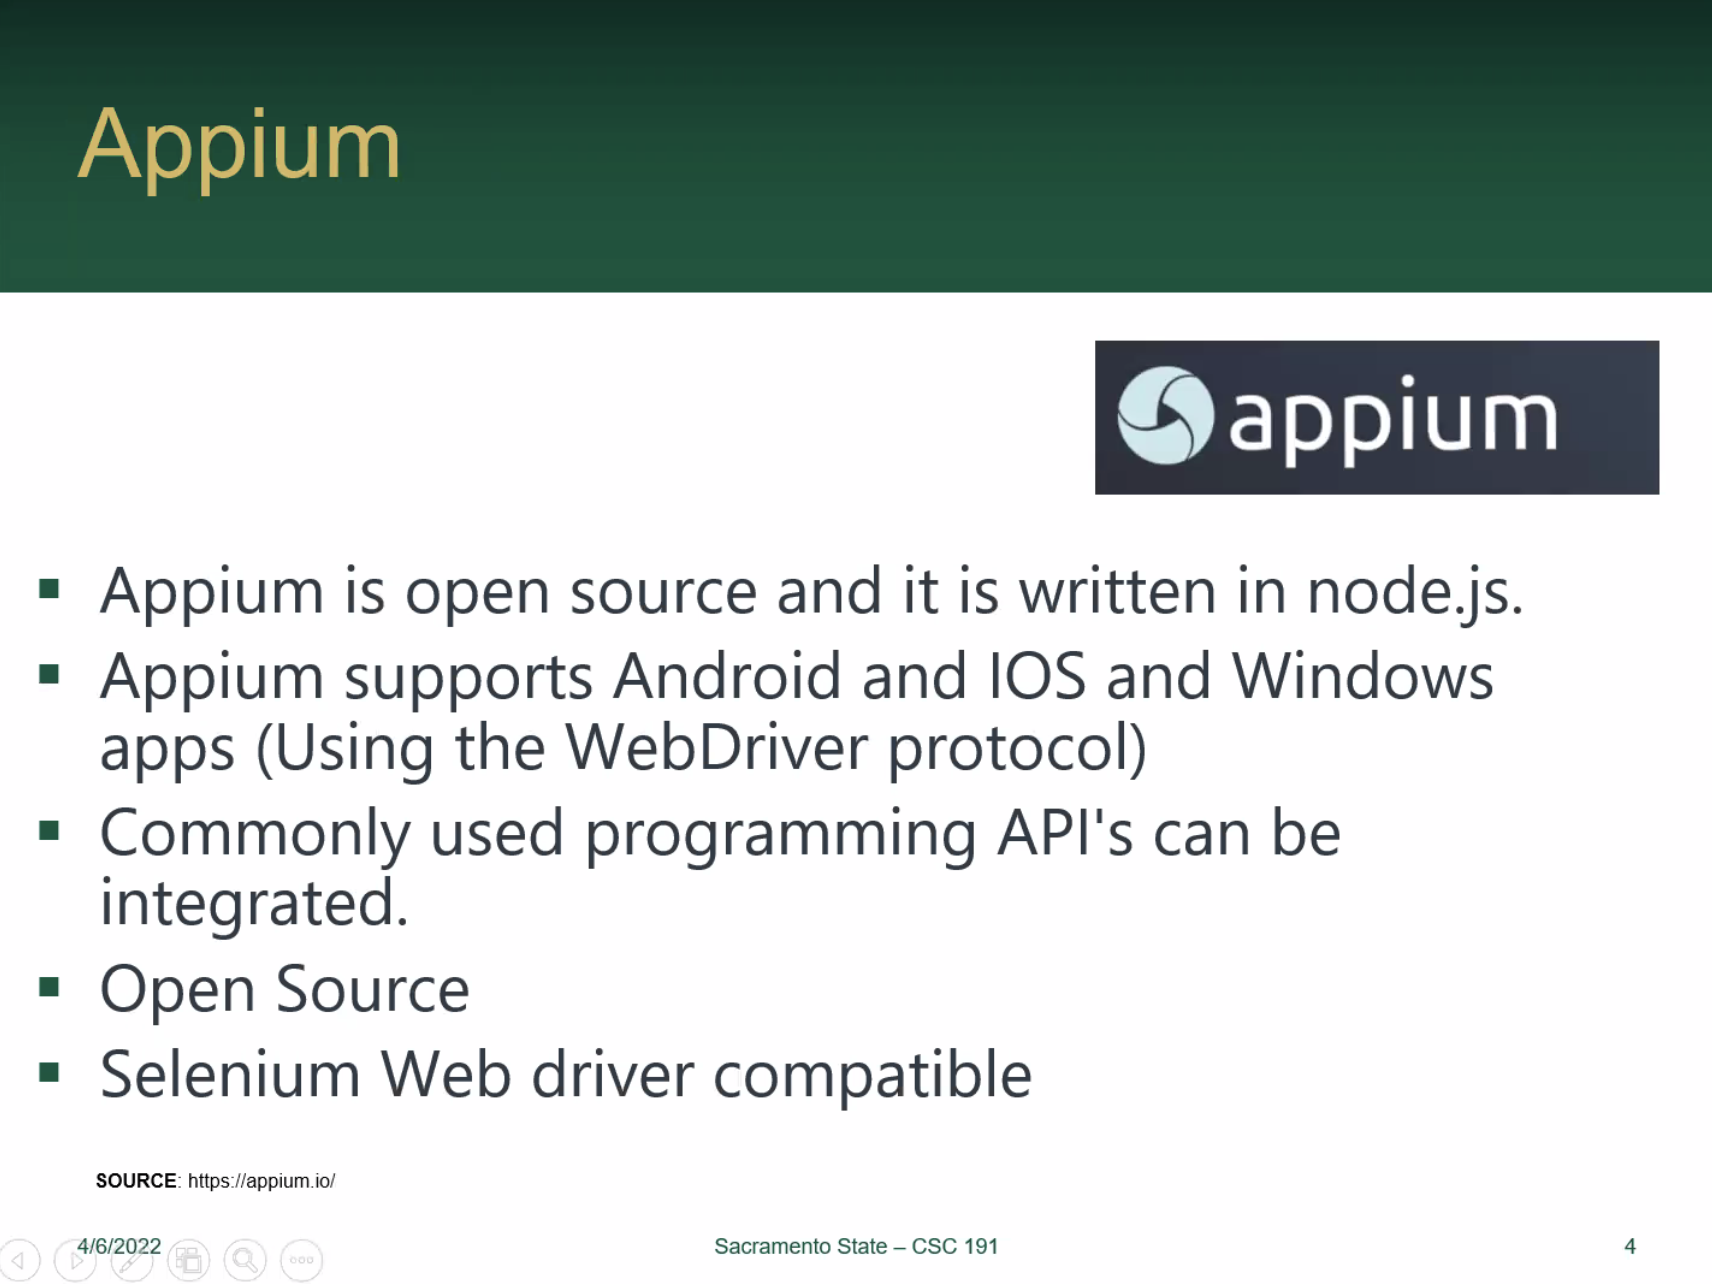 Appium
appium
▪ Appium is open source and it is written in node.js.
▪ Appium supports Android and IOS and Windows
apps (Using the WebDriver protocol)
▪ Commonly used programming API's can be
integrated.
▪ Open Source
▪ Selenium Web driver compatible
SOURCE: https://appium.io/
4/6/2022
Sacramento State – CSC 191
4